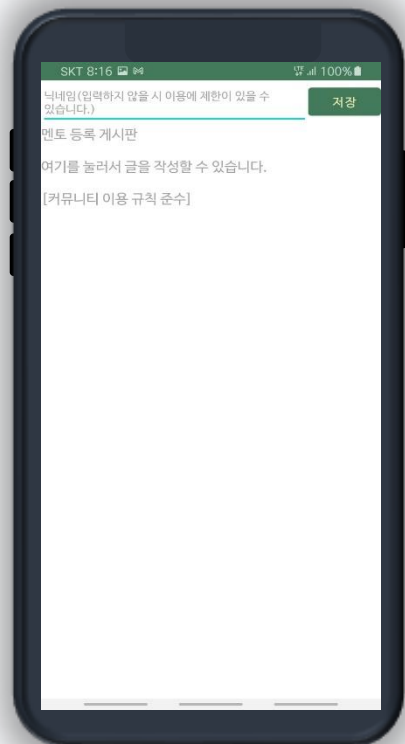 SKT 8:16 100%
닉네임(입력하지 않을 시 이용에 제한이 있을 수
있습니다.)
저장
멘토 등록 게시판
여기를 눌러서 글을 작성할 수 있습니다.
[커뮤니티 이용 규칙 준수]